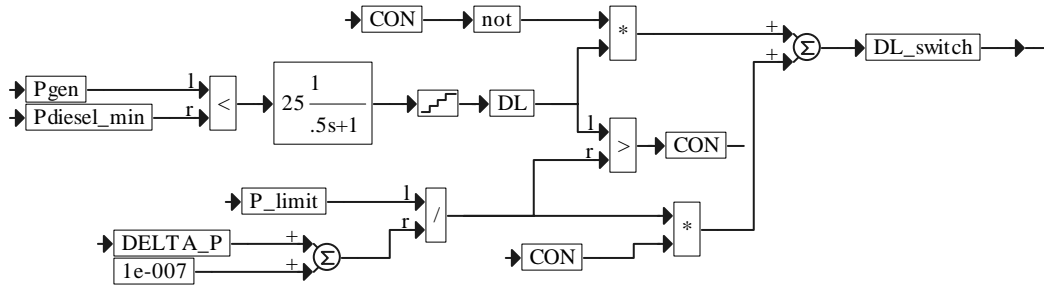 CON not
*
+
Σ
DL_switch
+
Pgen
l
<
25 1
.5s+1
DL
Pdiesel_min
r
l
>
CON
r
P_limit
l
/
r
*
DELTA_P
+
Σ
CON
1e-007
+